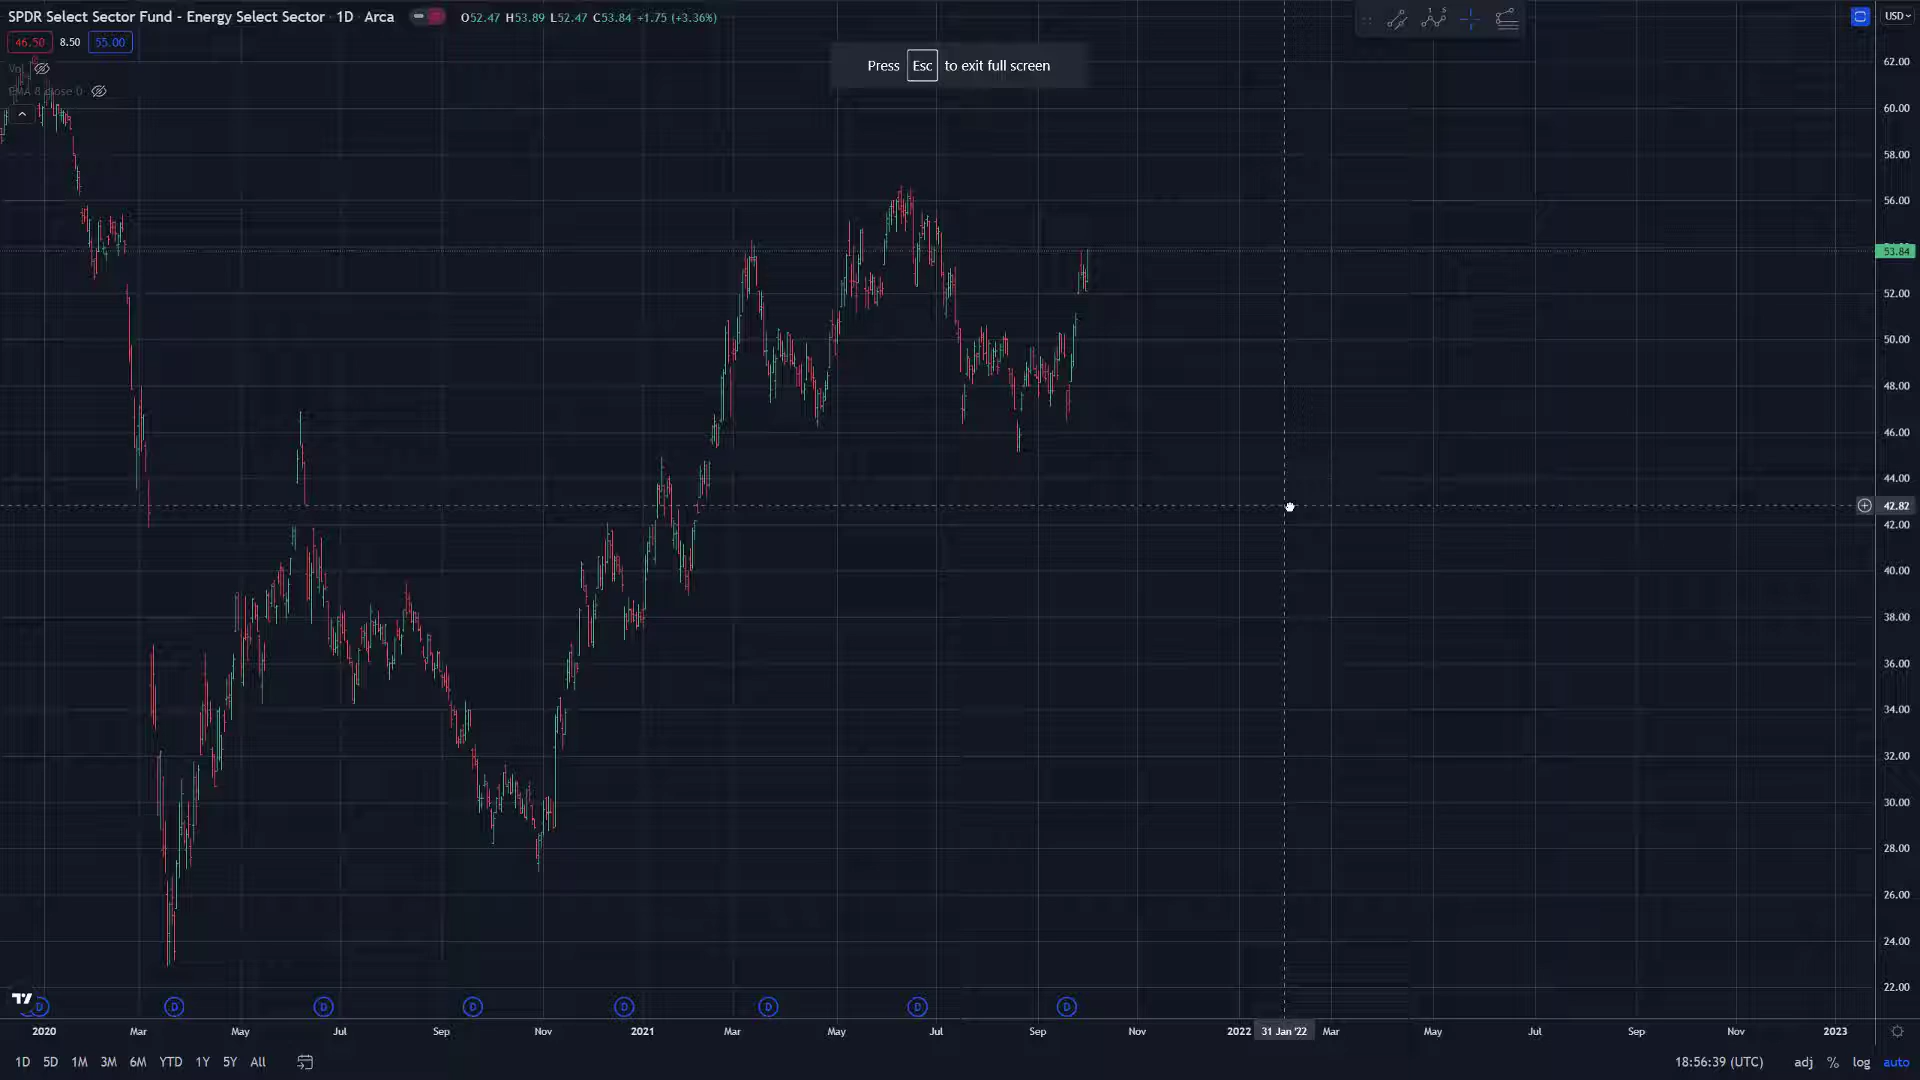 SPDR Select Sector Fund - Energy Select Sector · 1D · Arca O52.47 H53.89 L52.47 C53.84 +1.75 (+3.36%)
46.50 8.50 55.00
Vol
EMA 8 close 0
Press Esc to exit full screen
USD
62.00
60.00
58.00
56.00
53.84
52.00
50.00
48.00
46.00
44.00
42.82
42.00
40.00
38.00
36.00
34.00
32.00
30.00
28.00
26.00
24.00
22.00
D D D D D D D D
2020 Mar May Jul Sep Nov 2021 Mar May Jul Sep Nov 2022 31 Jan '22 Mar May Jul Sep Nov 2023
1D 5D 1M 3M 6M YTD 1Y 5Y All 18:56:39 (UTC) adj % log auto